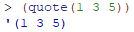 > (quote(1 3 5))
'(1 3 5)